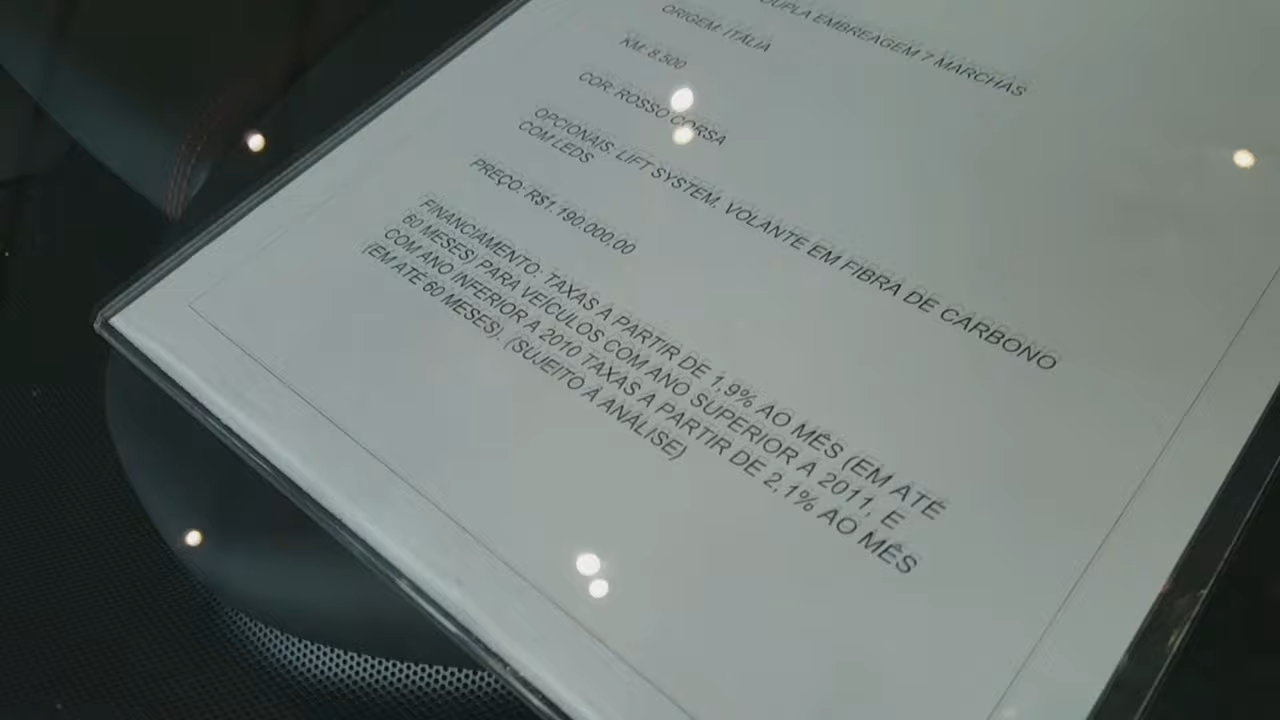 DUPLA EMBREAGEM 7 MARCHAS
ORIGEM: ITÁLIA
KM: 8.500
COR: ROSSO CORSA
OPCIONAIS: LIFT SYSTEM, VOLANTE EM FIBRA DE CARBONO
COM LEDS
PREÇO: R$1.190.000,00
FINANCIAMENTO: TAXAS A PARTIR DE 1,9% AO MÊS (EM ATÉ
60 MESES) PARA VEÍCULOS COM ANO SUPERIOR A 2011, E
COM ANO INFERIOR A 2010 TAXAS A PARTIR DE 2,1% AO MÊS
(EM ATÉ 60 MESES). (SUJEITO À ANÁLISE)